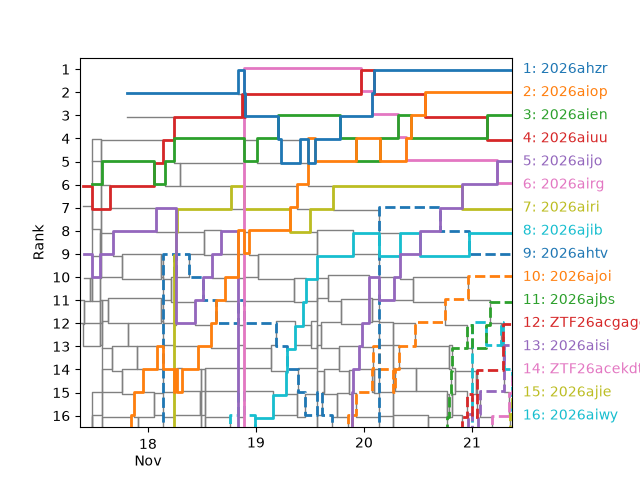 1
2
3
4
5
6
7
8
9
10
11
12
13
14
15
16
Rank
18
19
20
21
Nov
1: 2026ahzr
2: 2026aiop
3: 2026aien
4: 2026aiuu
5: 2026aijo
6: 2026airg
7: 2026airi
8: 2026ajib
9: 2026ahtv
10: 2026ajoi
11: 2026ajbs
12: ZTF26acgag
13: 2026aisi
14: ZTF26acekdt
15: 2026ajie
16: 2026aiwy